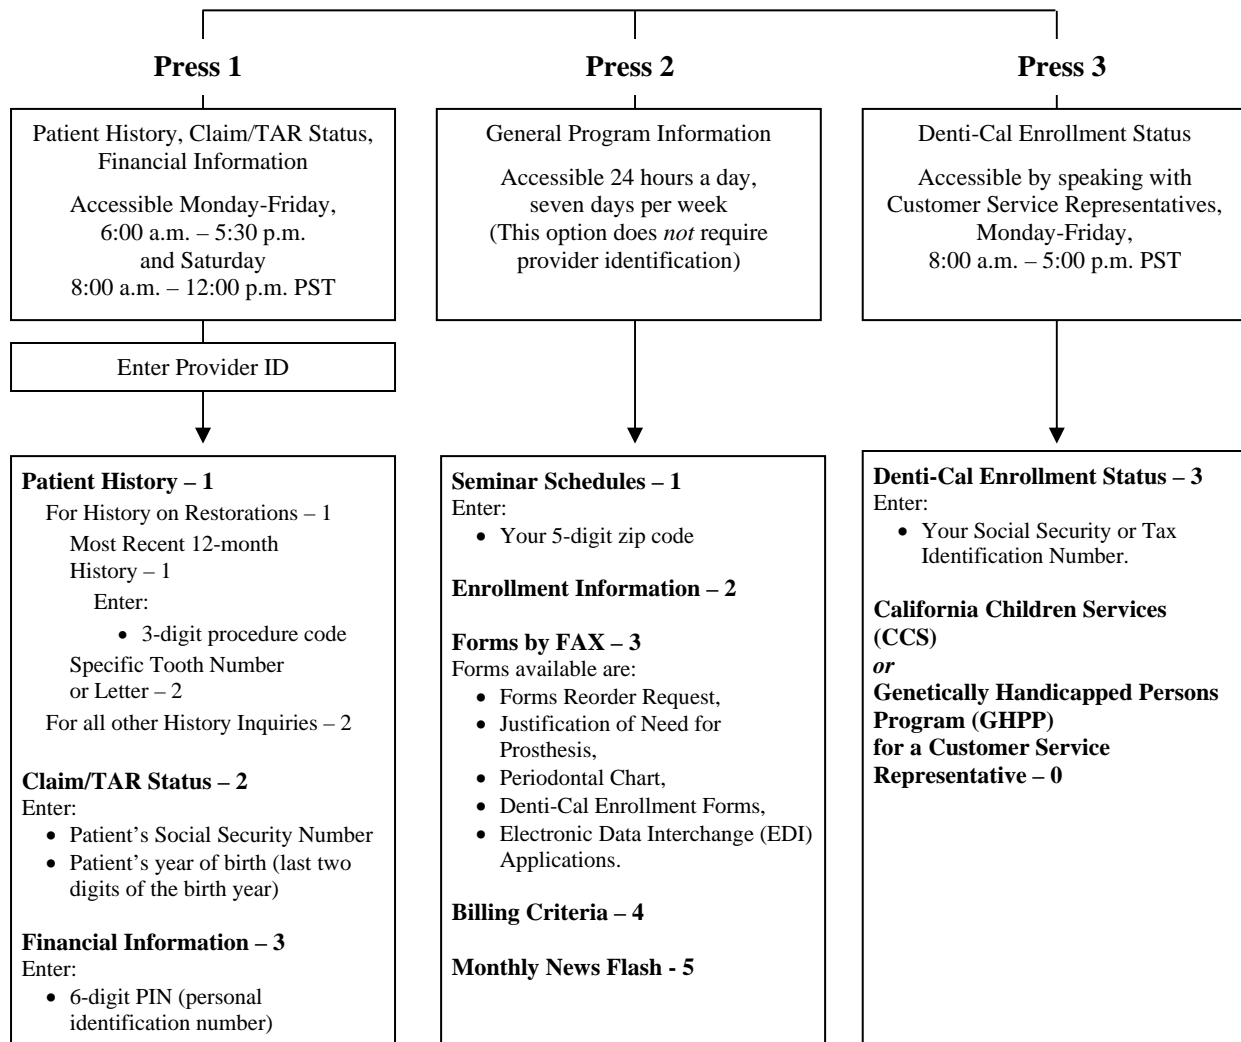 Press 1
Patient History, Claim/TAR Status,
Financial Information
Accessible Monday-Friday,
6:00 a.m. – 5:30 p.m.
and Saturday
8:00 a.m. – 12:00 p.m. PST
Enter Provider ID
Patient History – 1
For History on Restorations – 1
Most Recent 12-month
History – 1
Enter:
• 3-digit procedure code
Specific Tooth Number
or Letter – 2
For all other History Inquiries – 2
Claim/TAR Status – 2
Enter:
• Patient's Social Security Number
• Patient's year of birth (last two
digits of the birth year)
Financial Information – 3
Enter:
• 6-digit PIN (personal
identification number)
Press 2
General Program Information
Accessible 24 hours a day,
seven days per week
(This option does not require
provider identification)
Seminar Schedules – 1
Enter:
• Your 5-digit zip code
Enrollment Information – 2
Forms by FAX – 3
Forms available are:
• Forms Reorder Request,
• Justification of Need for
Prosthesis,
• Periodontal Chart,
• Denti-Cal Enrollment Forms,
• Electronic Data Interchange (EDI)
Applications.
Billing Criteria – 4
Monthly News Flash - 5
Press 3
Denti-Cal Enrollment Status
Accessible by speaking with
Customer Service Representatives,
Monday-Friday,
8:00 a.m. – 5:00 p.m. PST
Denti-Cal Enrollment Status – 3
Enter:
• Your Social Security or Tax
Identification Number.
California Children Services
(CCS)
or
Genetically Handicapped Persons
Program (GHPP)
for a Customer Service
Representative – 0